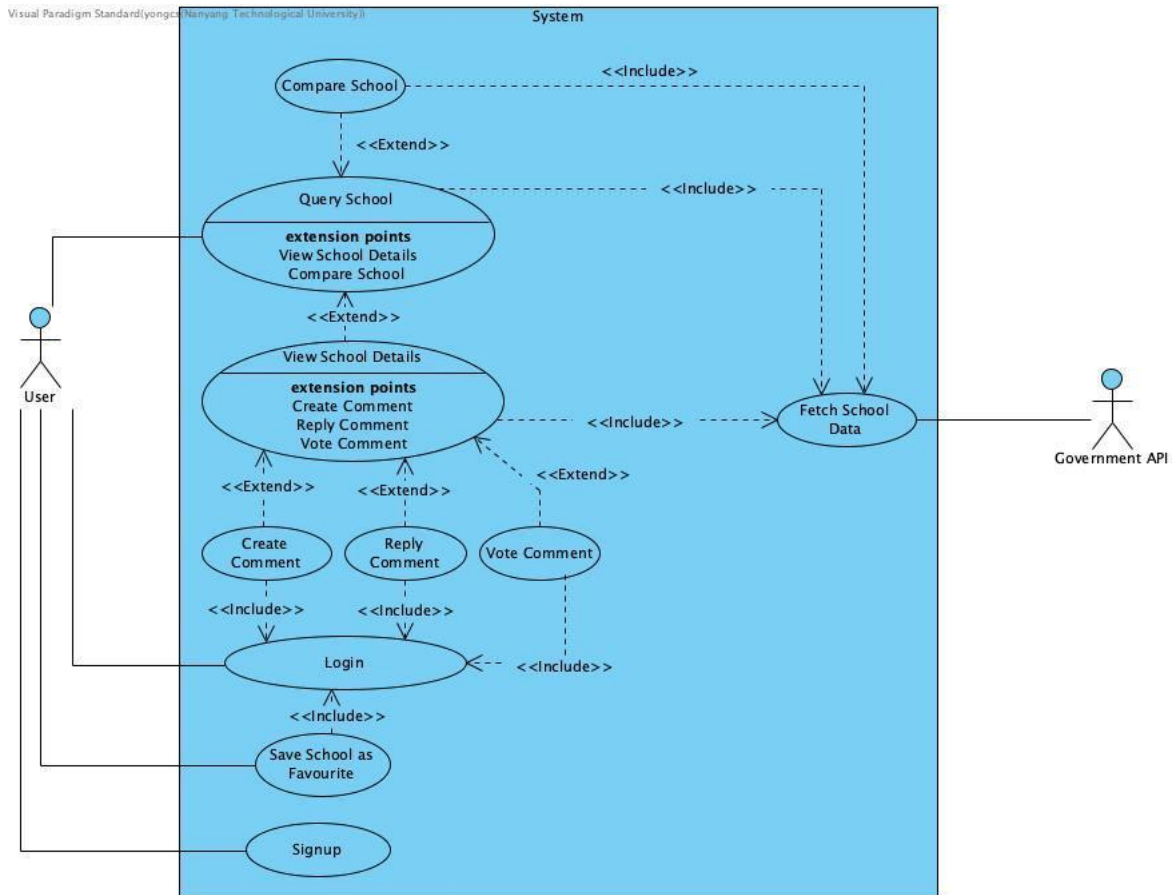 Visual Paradigm Standard(yongcs(Nanyang Technological University))
System
Compare School
<<Include>>
<<Extend>>
Query School
<<Include>>
extension points
View School Details
Compare School
<<Extend>>
View School Details
extension points
Create Comment
Reply Comment
Vote Comment
User
<<Include>>
Fetch School
Data
Government API
<<Extend>>
<<Extend>>
<<Extend>>
Create
Comment
Reply
Comment
Vote Comment
<<Include>>
<<Include>>
Login
<<Include>>
<<Include>>
Save School as
Favourite
Signup